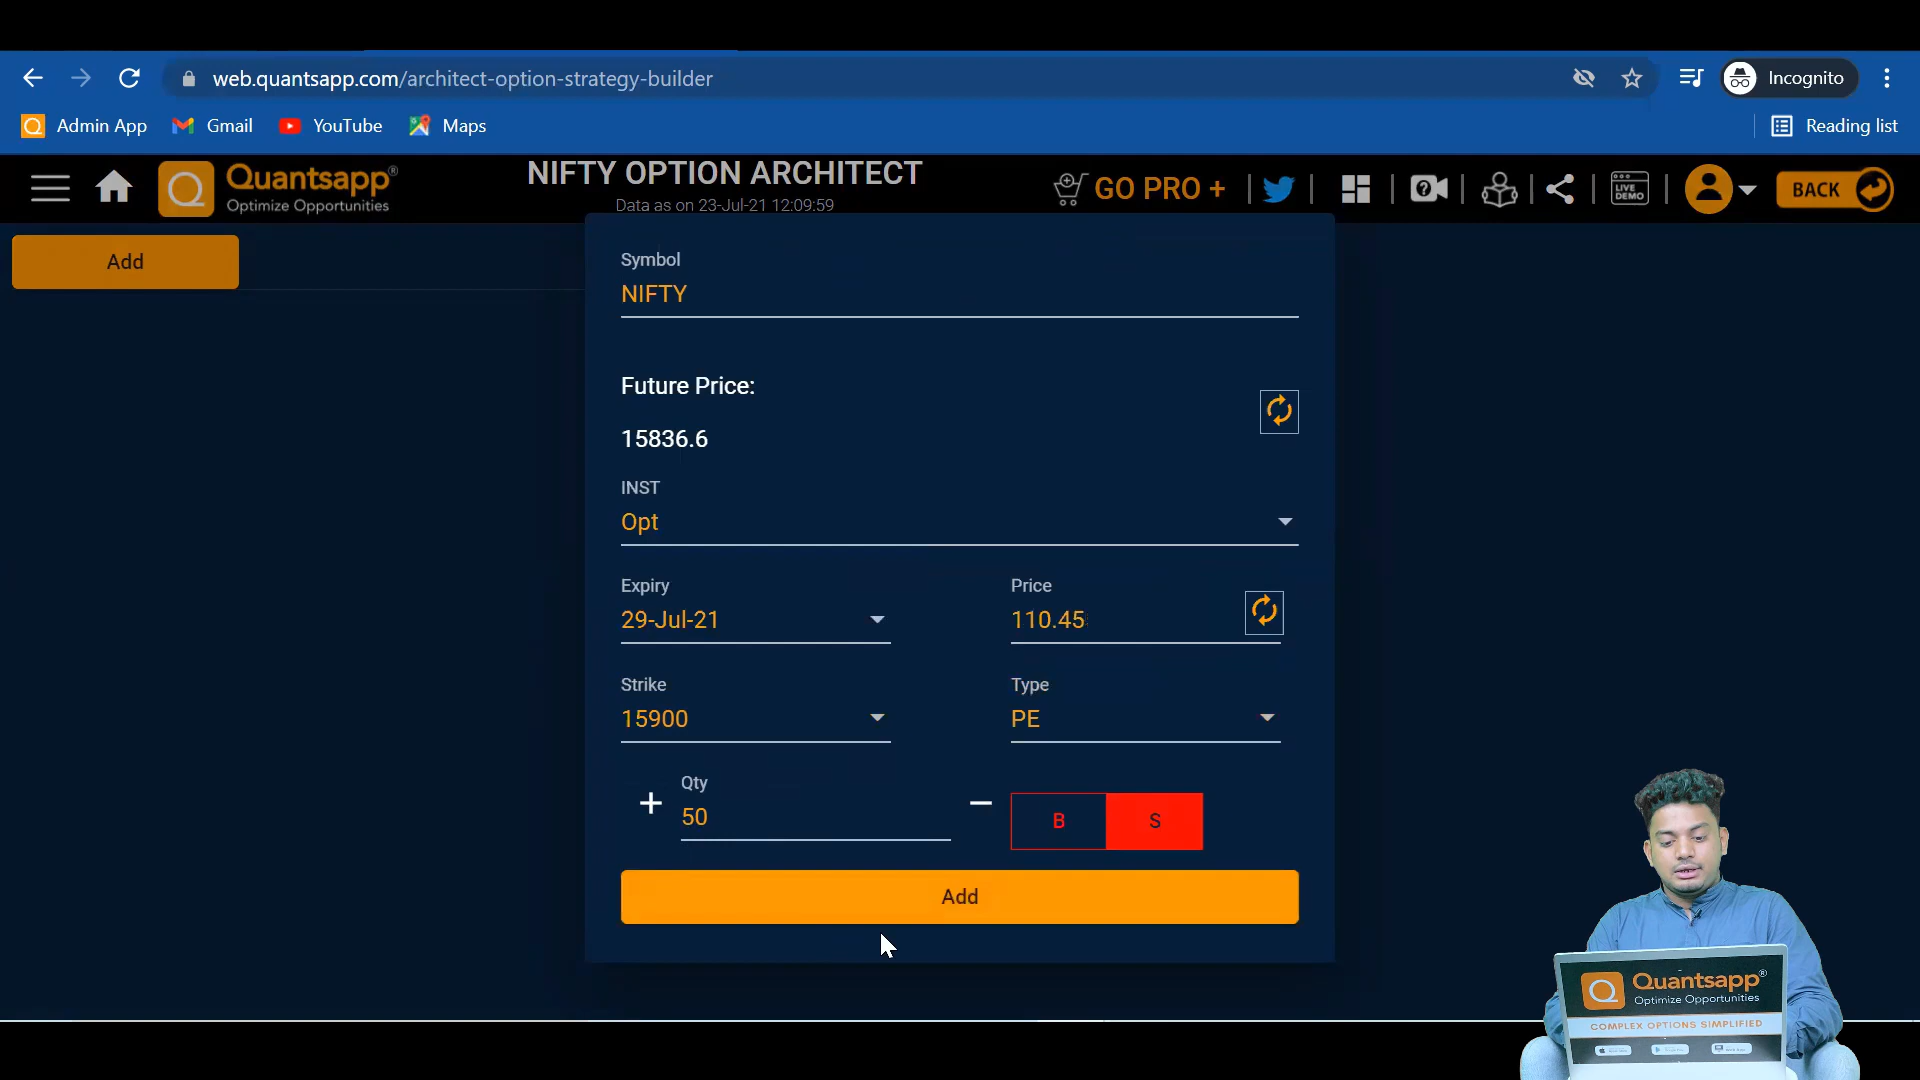 web.quantsapp.com/architect-option-strategy-builder
Incognito
Admin App
Gmail
YouTube
Maps
Reading list
Quantsapp®
Optimize Opportunities
NIFTY OPTION ARCHITECT
Data as on 23-Jul-21 12:09:59
GO PRO +
LIVE
DEMO
BACK
Add
Symbol
NIFTY
Future Price:
15836.6
INST
Opt
Expiry
Price
29-Jul-21
110.45
Strike
Type
15900
PE
Qty
50
B
S
Add
Quantsapp®
Optimize Opportunities
COMPLEX OPTIONS SIMPLIFIED